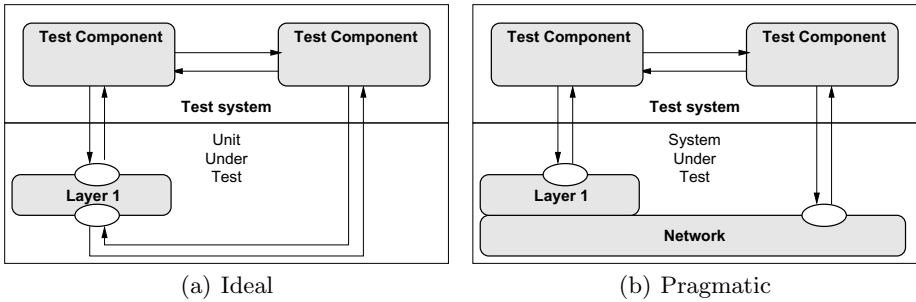 Test Component
Test Component
Test system
Unit
Under
Test
Layer 1
(a) Ideal
Test Component
Test Component
Test system
System
Under
Test
Layer 1
Network
(b) Pragmatic